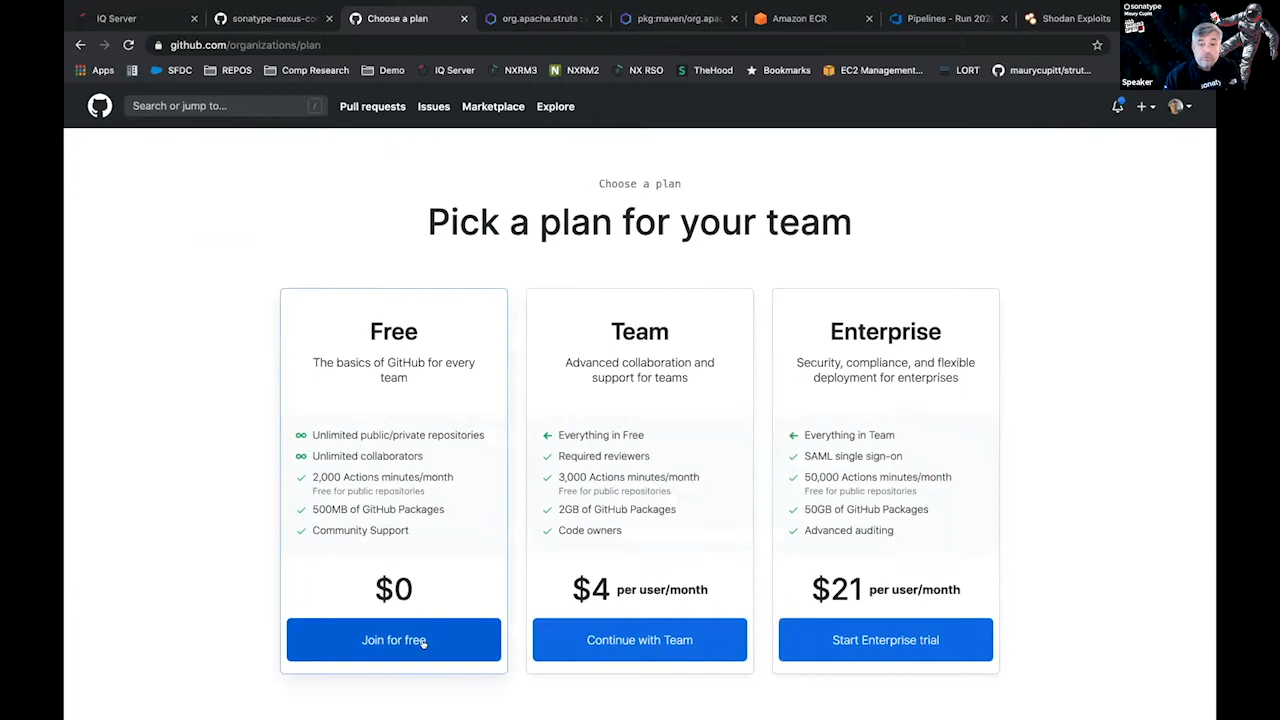 IQ Server
sonatype-nexus-co
Choose a plan
org.apache.struts :
pkg:maven/org.apa
Amazon ECR
Pipelines - Run 202
Shodan Exploits
sonatype
Maury Cupitt
Speaker
github.com/organizations/plan
Apps
SFDC
REPOS
Comp Research
Demo
IQ Server
NXRM3
NXRM2
NX RSO
TheHood
Bookmarks
EC2 Management...
LORT
maurycupitt/strut...
Search or jump to...
/
Pull requests
Issues
Marketplace
Explore
Choose a plan
Pick a plan for your team
Free
The basics of GitHub for every
team
Unlimited public/private repositories
Unlimited collaborators
2,000 Actions minutes/month
Free for public repositories
500MB of GitHub Packages
Community Support
$0
Join for free
Team
Advanced collaboration and
support for teams
Everything in Free
Required reviewers
3,000 Actions minutes/month
Free for public repositories
2GB of GitHub Packages
Code owners
$4 per user/month
Continue with Team
Enterprise
Security, compliance, and flexible
deployment for enterprises
Everything in Team
SAML single sign-on
50,000 Actions minutes/month
Free for public repositories
50GB of GitHub Packages
Advanced auditing
$21 per user/month
Start Enterprise trial